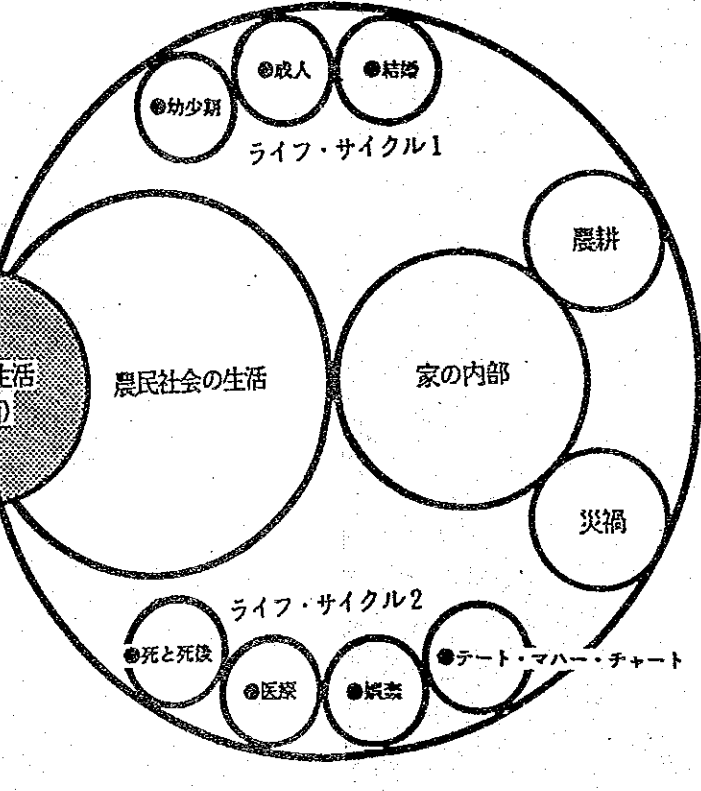 ●幼少期
●成人
●結婚
ライフ・サイクル1
農耕
生活
農民社会の生活
家の内部
災禍
ライフ・サイクル2
●死と死後
●医療
●娯楽
●テート・マハー・チャート